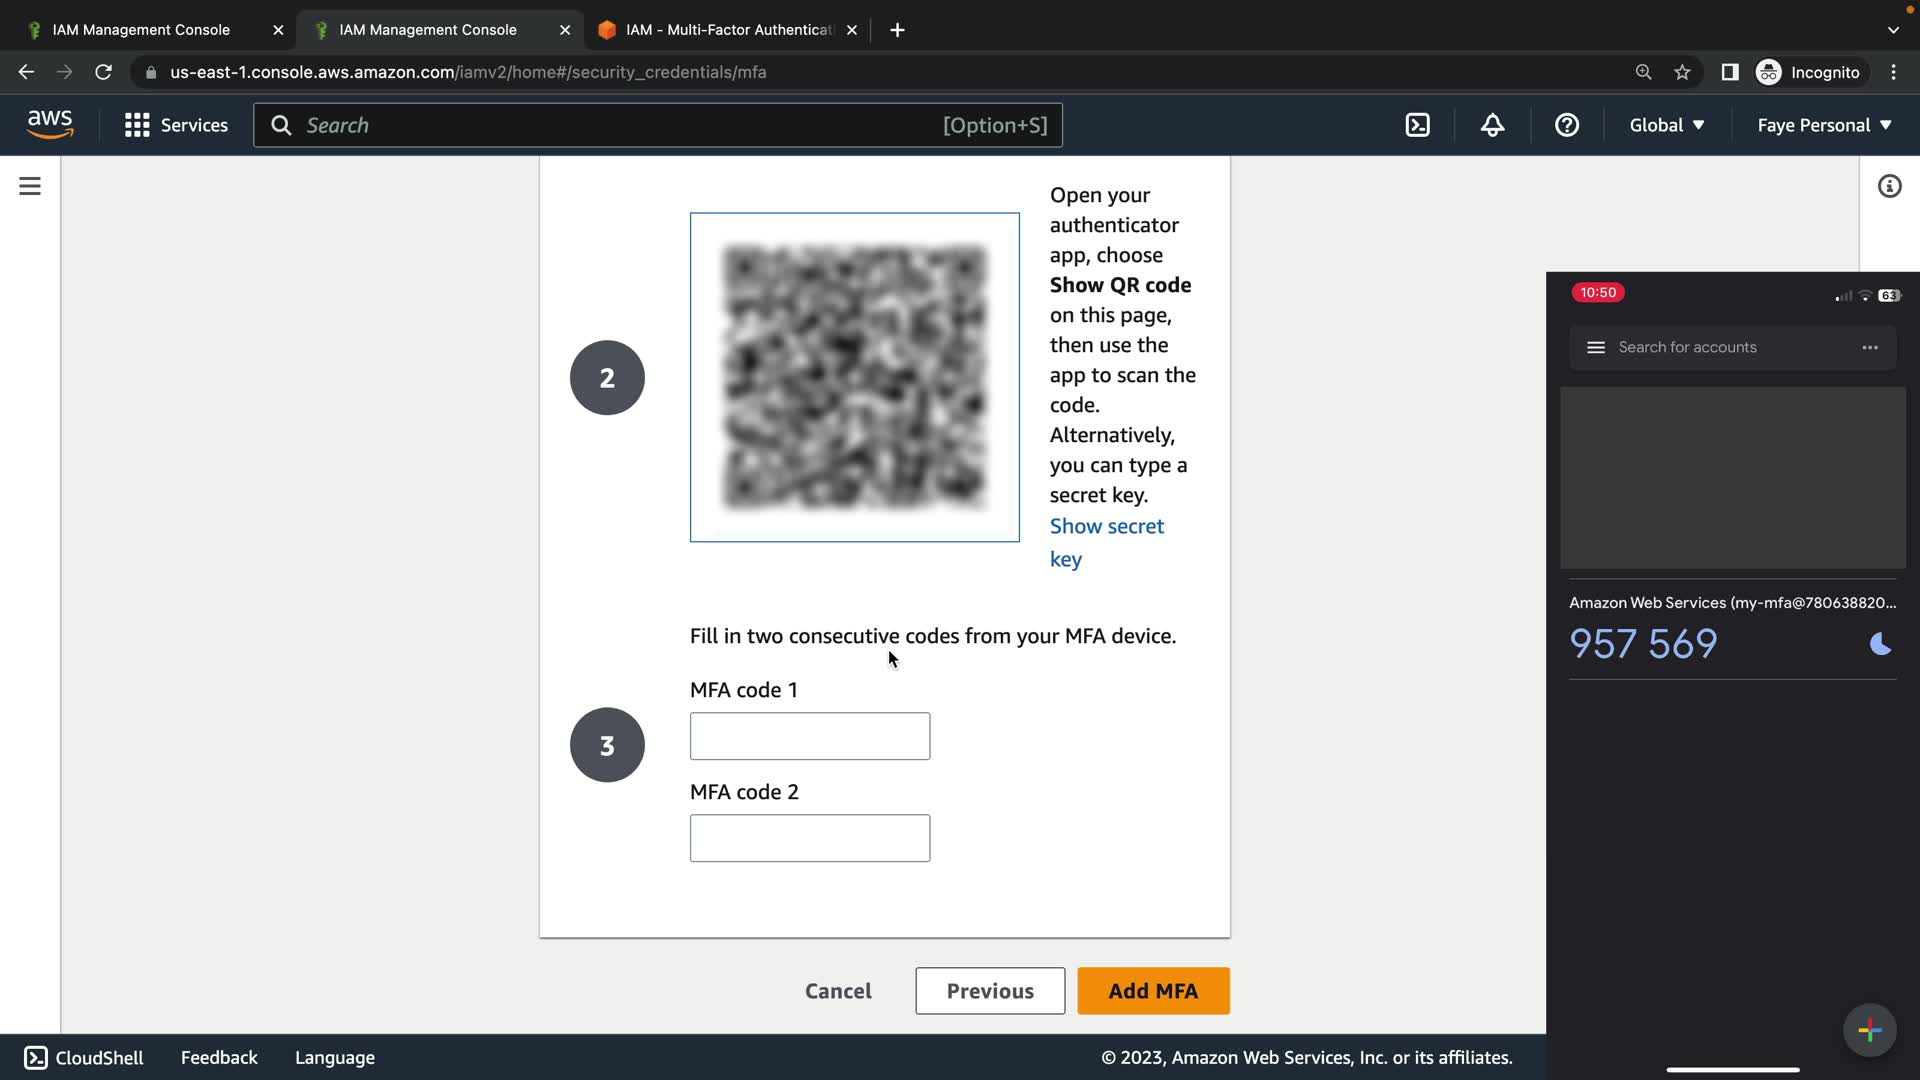 IAM Management Console
IAM Management Console
IAM - Multi-Factor Authenticat
us-east-1.console.aws.amazon.com/iamv2/home#/security_credentials/mfa
Incognito
aws
Services
Search
[Option+S]
Global
Faye Personal
2
Open your
authenticator
app, choose
Show QR code
on this page,
then use the
app to scan the
code.
Alternatively,
you can type a
secret key.
Show secret
key
Fill in two consecutive codes from your MFA device.
3
MFA code 1
MFA code 2
Cancel
Previous
Add MFA
10:50
63
Search for accounts
Amazon Web Services (my-mfa@780638820...
957 569
CloudShell
Feedback
Language
© 2023, Amazon Web Services, Inc. or its affiliates.